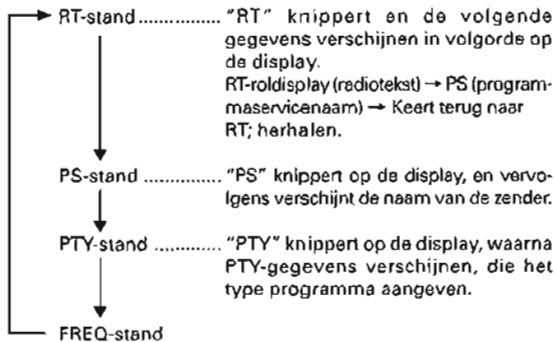 RT-stand ............... "RT" knippert en de volgende
gegevens verschijnen in volgorde op
de display.
RT-roldisplay (radiotekst) → PS (program-
maservicenaam) → Keert terug naar
RT; herhalen.
PS-stand .............. "PS" knippert op de display, en vervo-
lgens verschijnt de naam van de zender.
PTY-stand ............. "PTY" knippert op de display, waarna
PTY-gegevens verschijnen, die het
type programma aangeven.
FREQ-stand